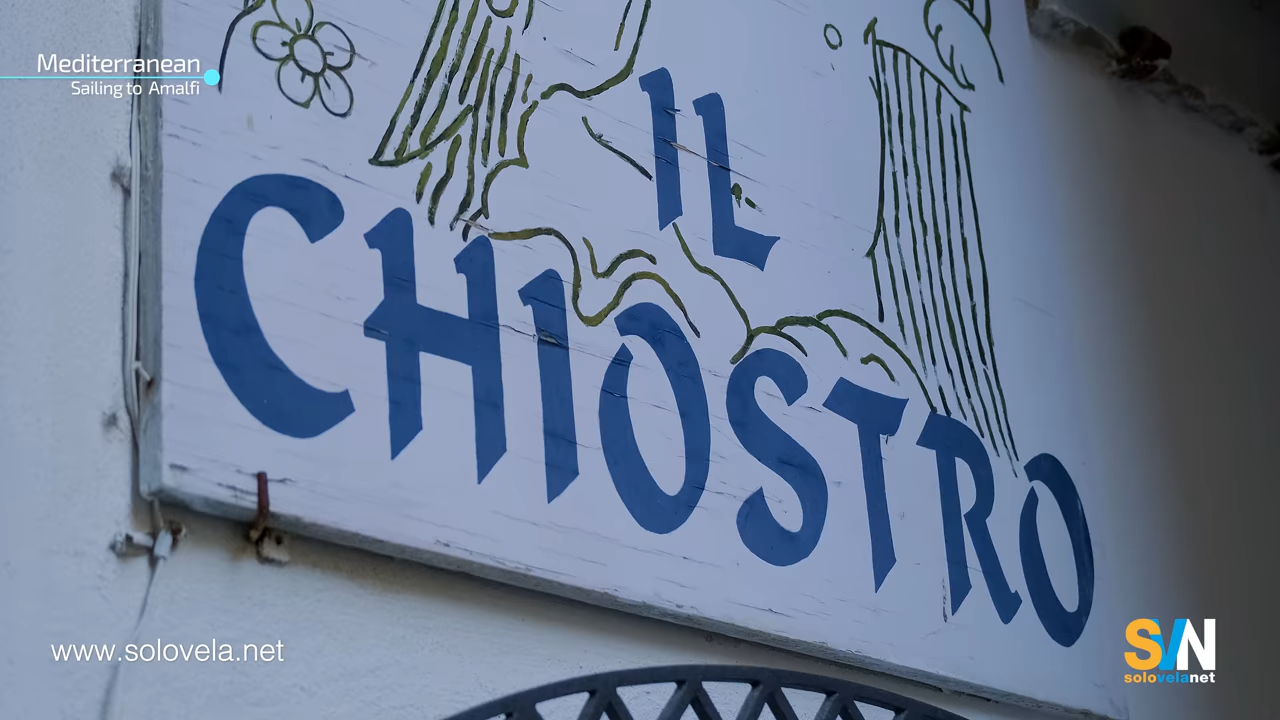 Mediterranean
Sailing to Amalfi
IL
CHIOSTRO
www.solovela.net
SVN
solovelanet